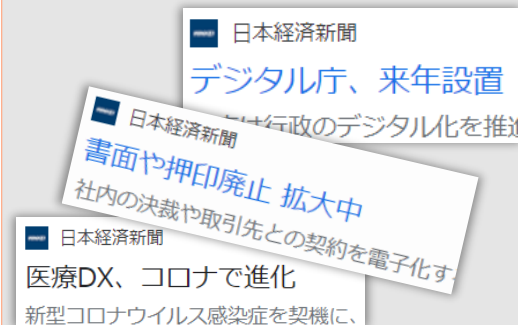 日本経済新聞
デジタル庁、来年設置
は行政のデジタル化を推進
日本経済新聞
書面や押印廃止 拡大中
社内の決裁や取引先との契約を電子化す
日本経済新聞
医療DX、コロナで進化
新型コロナウイルス感染症を契機に、